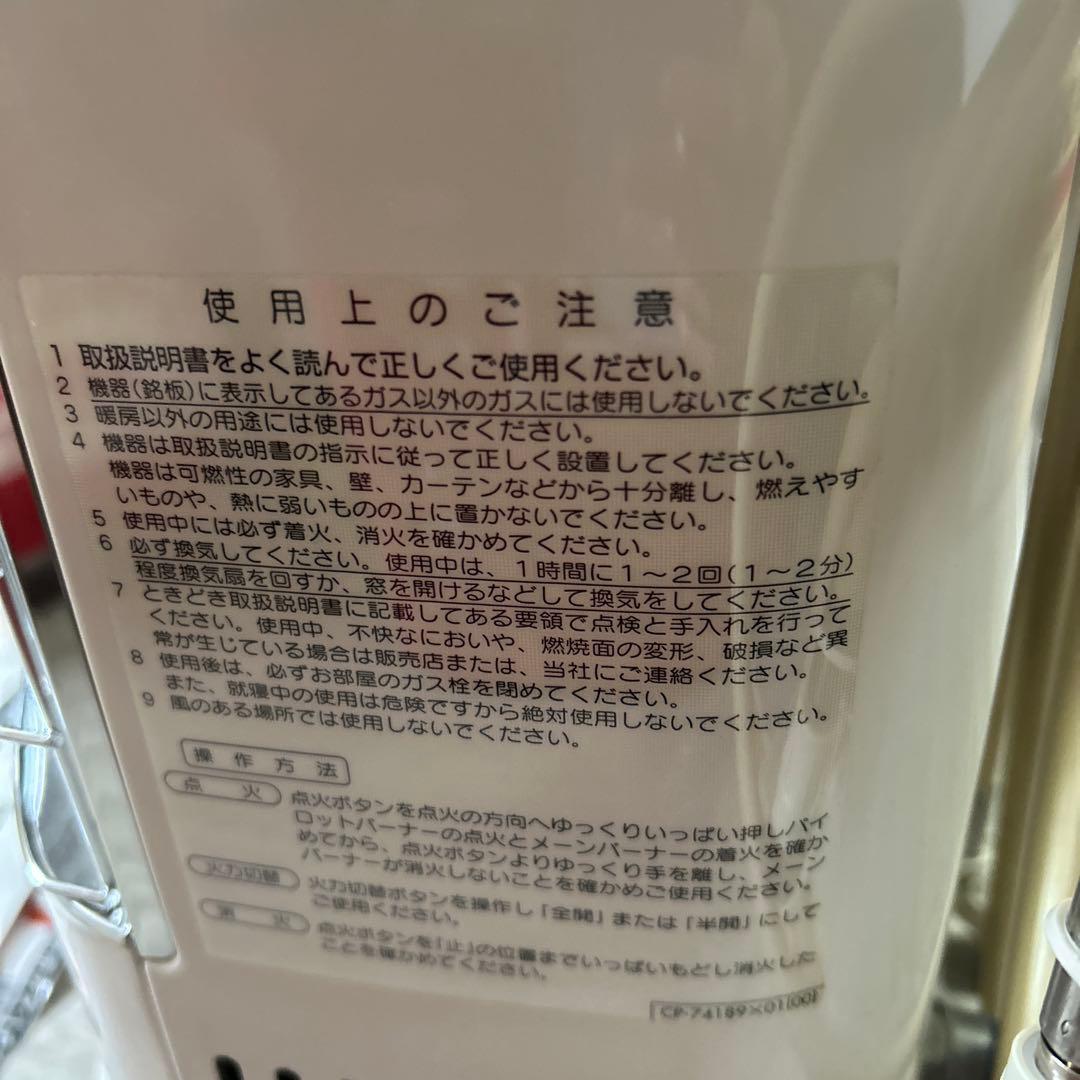 使用上のご注意
1 取扱説明書をよく読んで正しくご使用ください。
2 機器(銘板)に表示してあるガス以外のガスには使用しないでください。
3 暖房以外の用途には使用しないでください。
4 機器は取扱説明書の指示に従って正しく設置してください。
機器は可燃性の家具、壁、カーテンなどから十分離し、燃えやす
いものや、熱に弱いものの上に置かないでください。
5 使用中には必ず着火、消火を確かめてください。
6 必ず換気してください。使用中は、1時間に1〜2回(1〜2分)
程度換気扇を回すか、窓を開けるなどして換気をしてください。
7 ときどき取扱説明書に記載してある要領で点検と手入れを行って
ください。使用中、不快なにおいや、燃焼面の変形、破損など異
常が生じている場合は販売店または、当社にご連絡ください。
8 使用後は、必ずお部屋のガス栓を閉めてください。
また、就寝中の使用は危険ですから絶対使用しないでください。
9 風のある場所では使用しないでください。
操作方法
点火 点火ボタンを点火の方向へゆっくりいっぱい押しパイ
ロットバーナーの点火とメーンバーナーの着火を確か
めてから、点火ボタンよりゆっくり手を離し、メーン
バーナーが消火しないことを確かめご使用ください。
火力切替 火力切替ボタンを操作し「全開」または「半開」にして
ご使用ください。
消火 点火ボタンを「止」の位置までいっぱいもどし消火した
ことを確かめてください。
CP-74189×01(00)